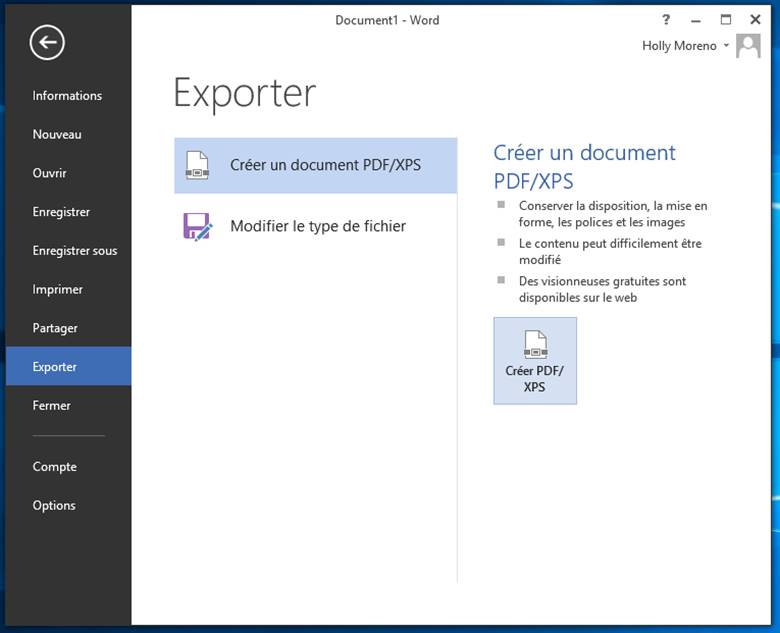 Document1 - Word
?
Holly Moreno
Informations
Nouveau
Ouvrir
Enregistrer
Enregistrer sous
Imprimer
Partager
Exporter
Fermer
Compte
Options
Exporter
Créer un document PDF/XPS
Modifier le type de fichier
Créer un document
PDF/XPS
Conserver la disposition, la mise en
forme, les polices et les images
Le contenu peut difficilement être
modifié
Des visionneuses gratuites sont
disponibles sur le web
Créer PDF/
XPS